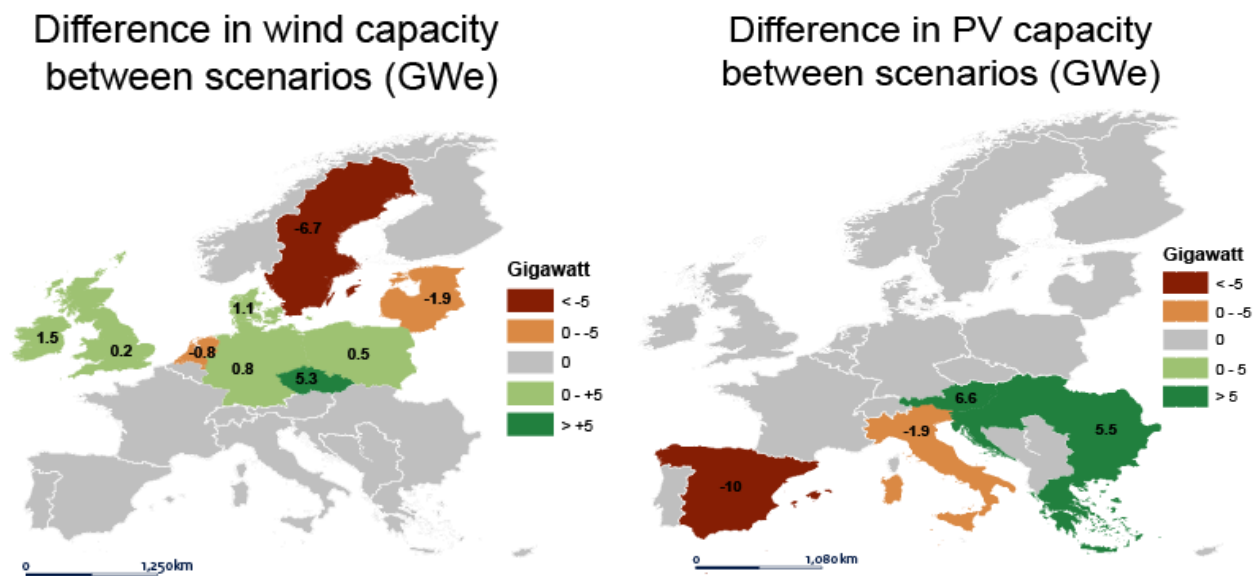 Difference in wind capacity
between scenarios (GWe)
-6.7
1.1
-1.9
1.5
0.2
-0.8
0.8
0.5
5.3
Gigawatt
< -5
0 - -5
0
0 - +5
> +5
0 1,250km
Difference in PV capacity
between scenarios (GWe)
6.6
-1.9
5.5
-10
Gigawatt
< -5
0 - -5
0
0 - 5
> 5
0 1,080km